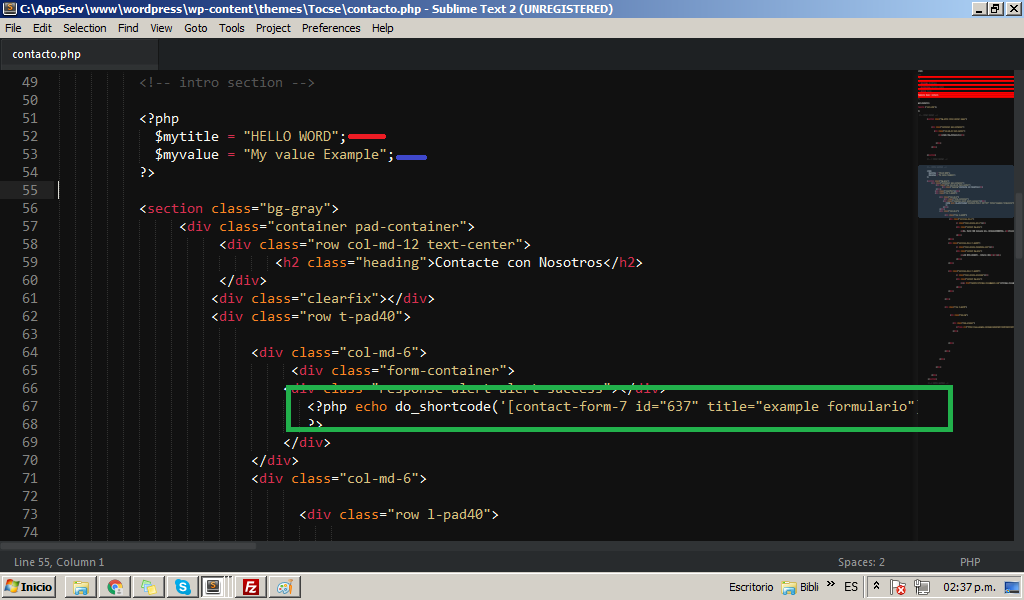 C:\AppServ\www\wordpress\wp-content\themes\Tocse\contacto.php - Sublime Text 2 (UNREGISTERED)
File Edit Selection Find View Goto Tools Project Preferences Help
contacto.php
49 <!-- intro section -->
50
51 <?php
52 $mytitle = "HELLO WORD";
53 $myvalue = "My value Example";
54 ?>
55
56 <section class="bg-gray">
57 <div class="container pad-container">
58 <div class="row col-md-12 text-center">
59 <h2 class="heading">Contacte con Nosotros</h2>
60 </div>
61 <div class="clearfix"></div>
62 <div class="row t-pad40">
63
64 <div class="col-md-6">
65 <div class="form-container">
66 <div class="response alert alert-success"></div>
67 <?php echo do_shortcode('[contact-form-7 id="637" title="example formulario"]
68 ?>
69 </div>
70 </div>
71 <div class="col-md-6">
72
73 <div class="row l-pad40">
74
Line 55, Column 1 Spaces: 2 PHP
Inicio Escritorio Bibli » ES 02:37 p.m.